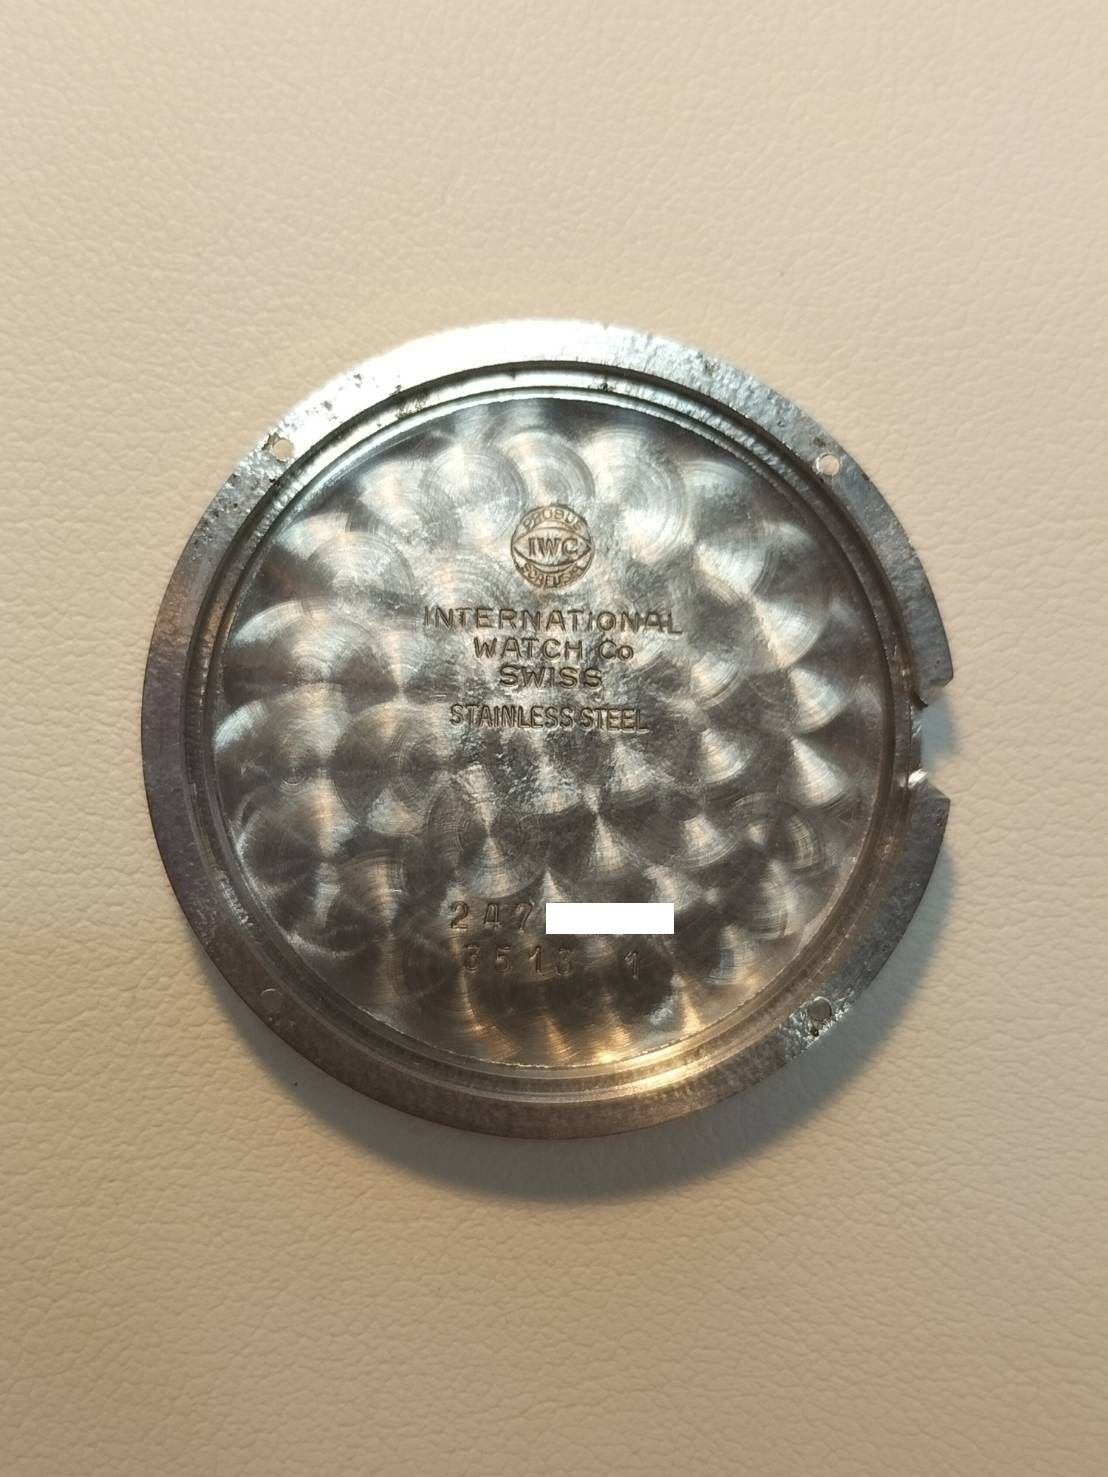 PROBUS
IWC
SCAFUSIA
INTERNATIONAL
WATCH Co
SWISS
STAINLESS STEEL
247
3513 1